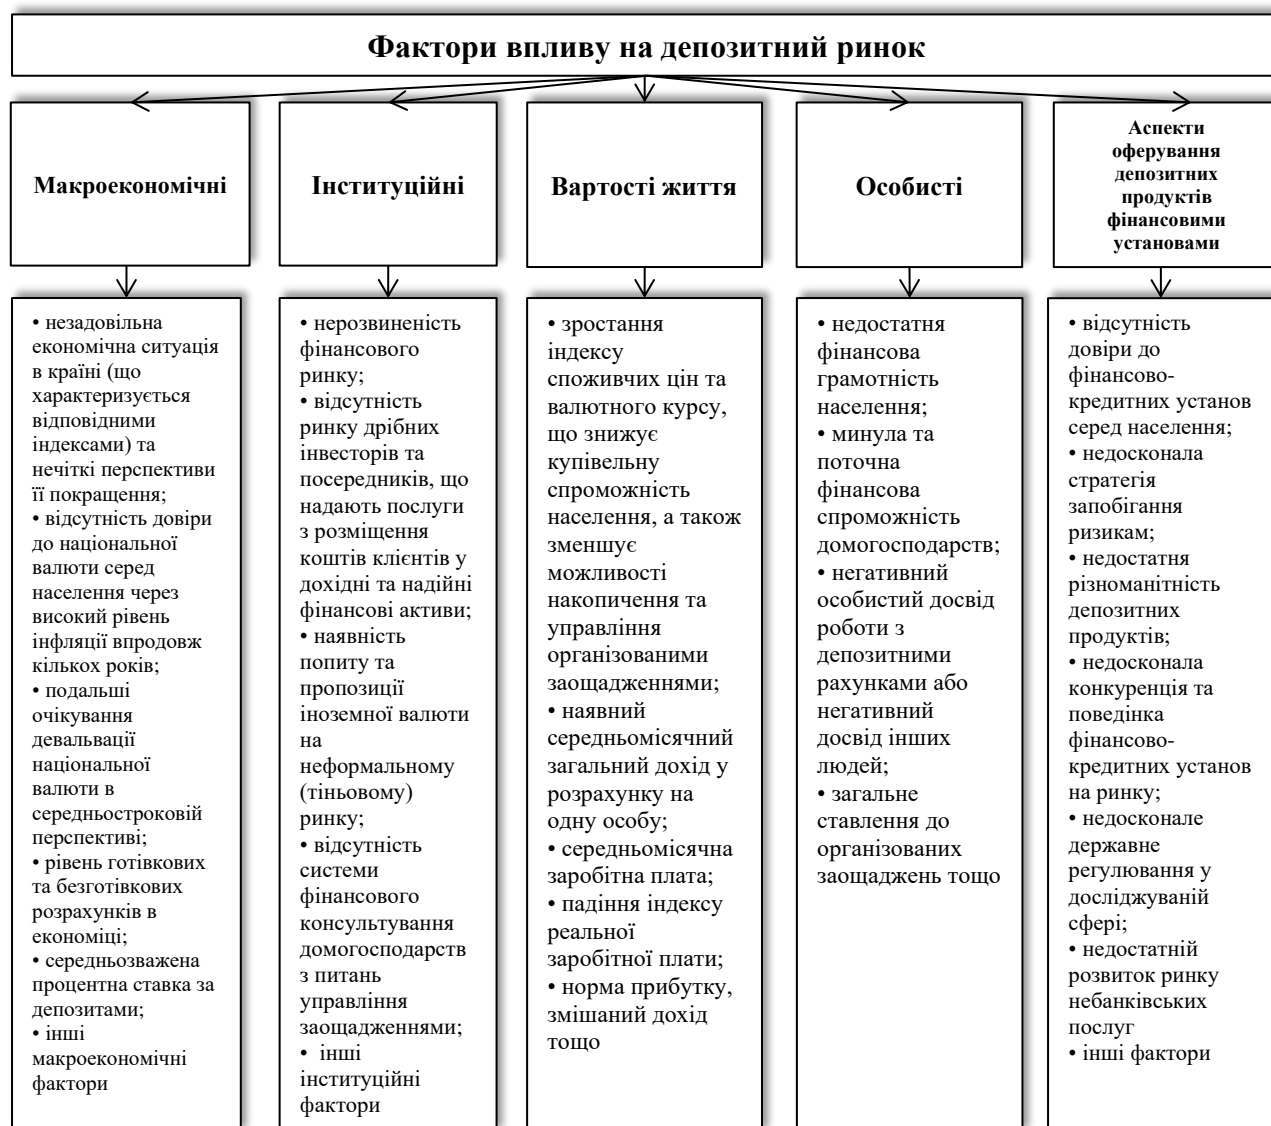 Фактори впливу на депозитний ринок
Макроекономічні
Інституційні
Вартості життя
Особисті
Аспекти
оферування
депозитних
продуктів
фінансовими
установами
• незадовільна
економічна ситуація
в країні (що
характеризується
відповідними
індексами) та
нечіткі перспективи
її покращення;
• відсутність довіри
до національної
валюти серед
населення через
високий рівень
інфляції впродовж
кількох років;
• подальші
очікування
девальвації
національної
валюти в
середньостроковій
перспективі;
• рівень готівкових
та безготівкових
розрахунків в
економіці;
• середньозважена
процентна ставка за
депозитами;
• інші
макроекономічні
фактори
• нерозвиненість
фінансового
ринку;
• відсутність
ринку дрібних
інвесторів та
посередників, що
надають послуги
з розміщення
коштів клієнтів у
дохідні та надійні
фінансові активи;
• наявність
попиту та
пропозиції
іноземної валюти
на
неформальному
(тіньовому)
ринку;
• відсутність
системи
фінансового
консультування
домогосподарств
з питань
управління
заощадженнями;
• інші
інституційні
фактори
• зростання
індексу
споживчих цін та
валютного курсу,
що знижує
купівельну
спроможність
населення, а також
зменшує
можливості
накопичення та
управління
організованими
заощадженнями;
• наявний
середньомісячний
загальний дохід у
розрахунку на
одну особу;
• середньомісячна
заробітна плата;
• падіння індексу
реальної
заробітної плати;
• норма прибутку,
змішаний дохід
тощо
• недостатня
фінансова
грамотність
населення;
• минула та
поточна
фінансова
спроможність
домогосподарств;
• негативний
особистий досвід
роботи з
депозитними
рахунками або
негативний
досвід інших
людей;
• загальне
ставлення до
організованих
заощаджень тощо
• відсутність
довіри до
фінансово-
кредитних установ
серед населення;
• недосконала
стратегія
запобігання
ризикам;
• недостатня
різноманітність
депозитних
продуктів;
• недосконала
конкуренція та
поведінка
фінансово-
кредитних установ
на ринку;
• недосконале
державне
регулювання у
досліджуваній
сфері;
• недостатній
розвиток ринку
небанківських
послуг
• інші фактори